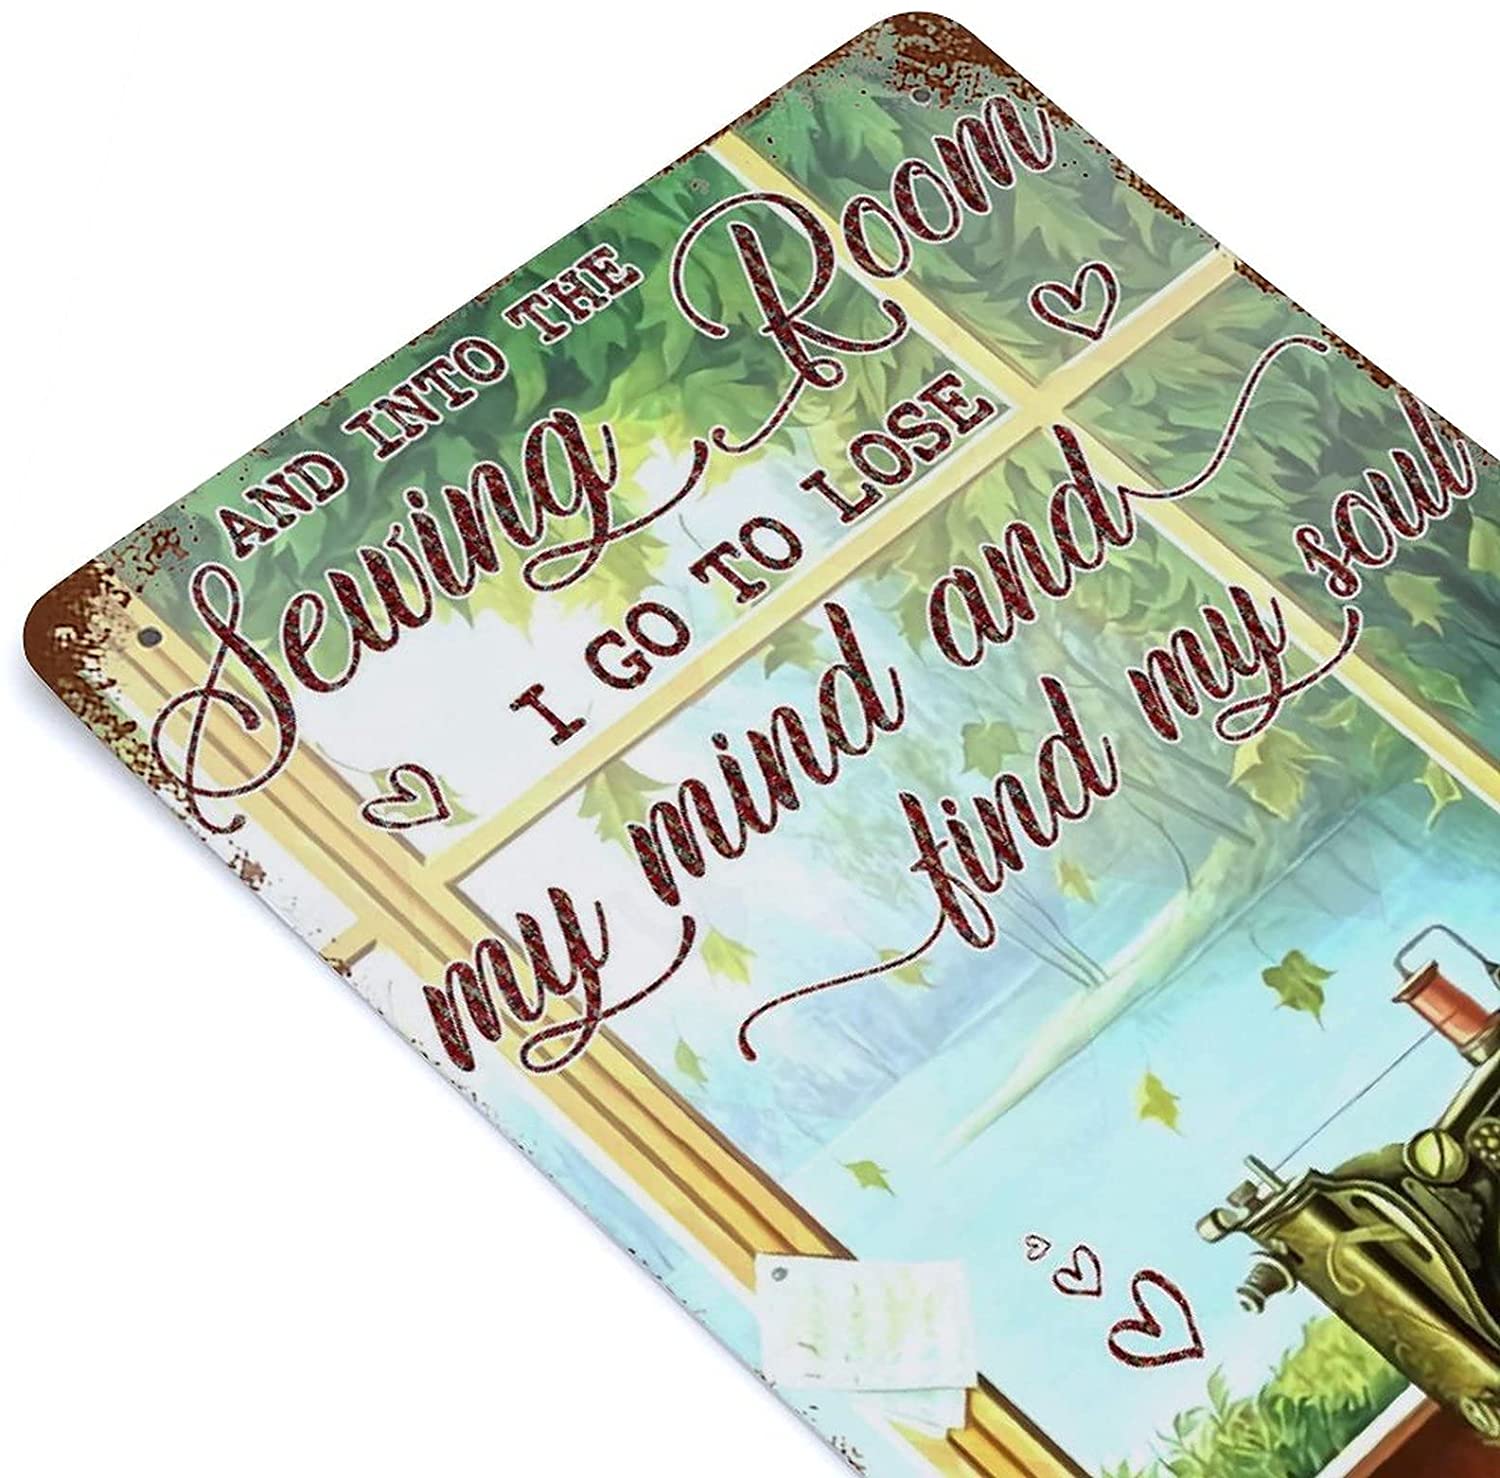 AND INTO THE
Sewing Room
I GO TO LOSE
my mind and
find my soul